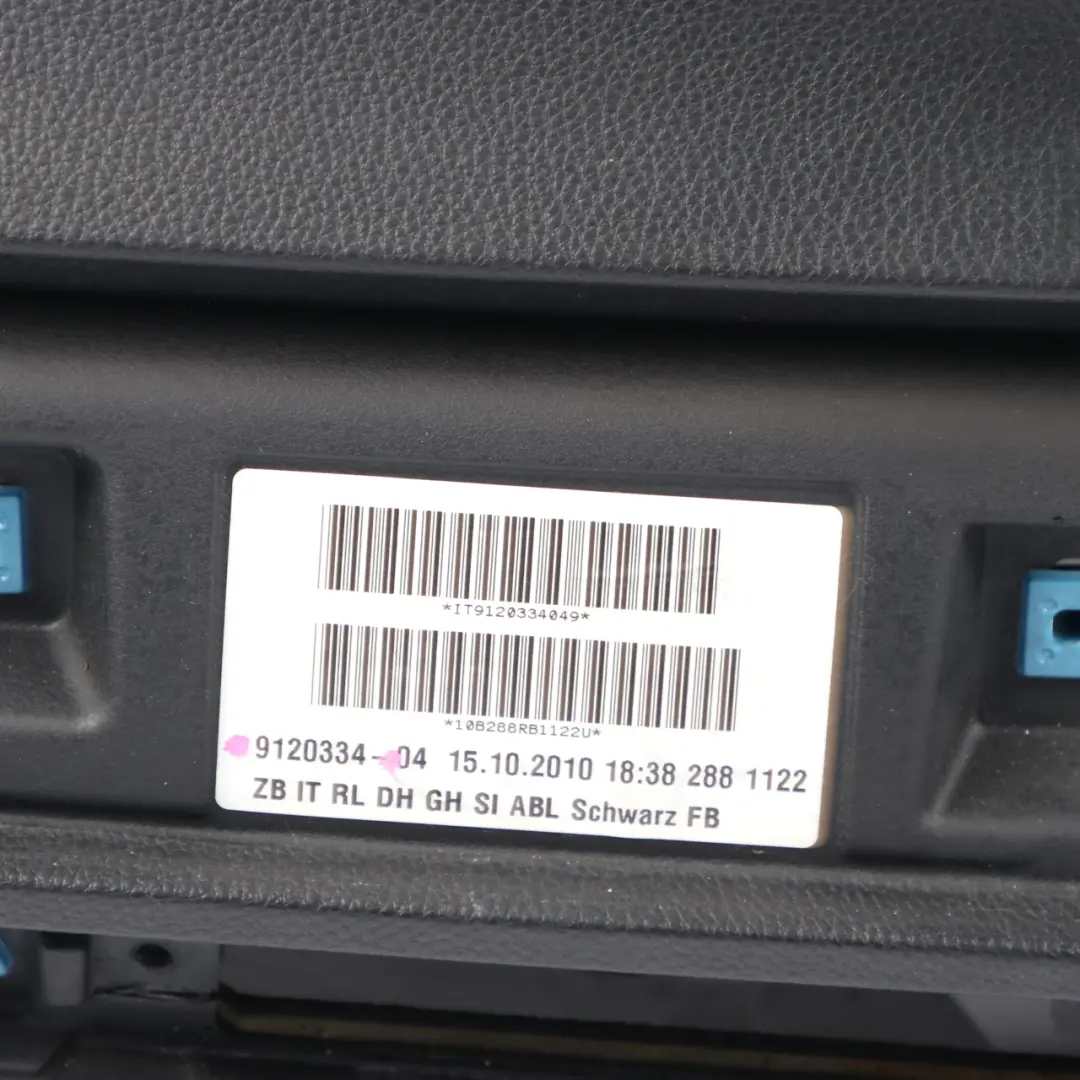 *IT9120334049*
*10B288RB1122U*
9120334-04 15.10.2010 18:38 288 1122
ZB IT RL DH GH SI ABL Schwarz FB